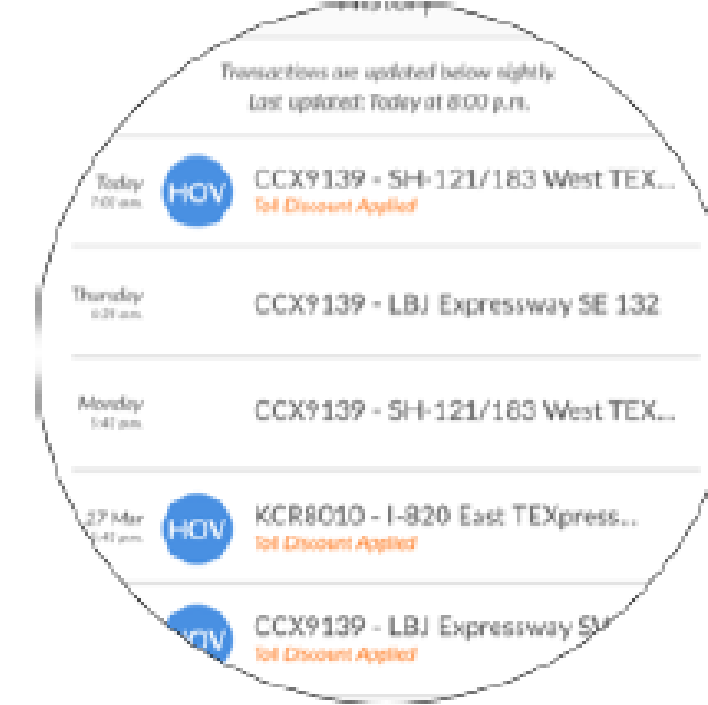 History
Transactions are updated below nightly.
Last updated: Today at 8:00 p.m.
Today
HOV
CCX9139 - SH-121/183 West TEX...
Toll Discount Applied
Thursday
CCX9139 - LBJ Expressway SE 132
Monday
CCX9139 - SH-121/183 West TEX...
27 Mar
HOV
KCR8010 - I-820 East TEXpress...
Toll Discount Applied
HOV
CCX9139 - LBJ Expressway
Toll Discount Applied